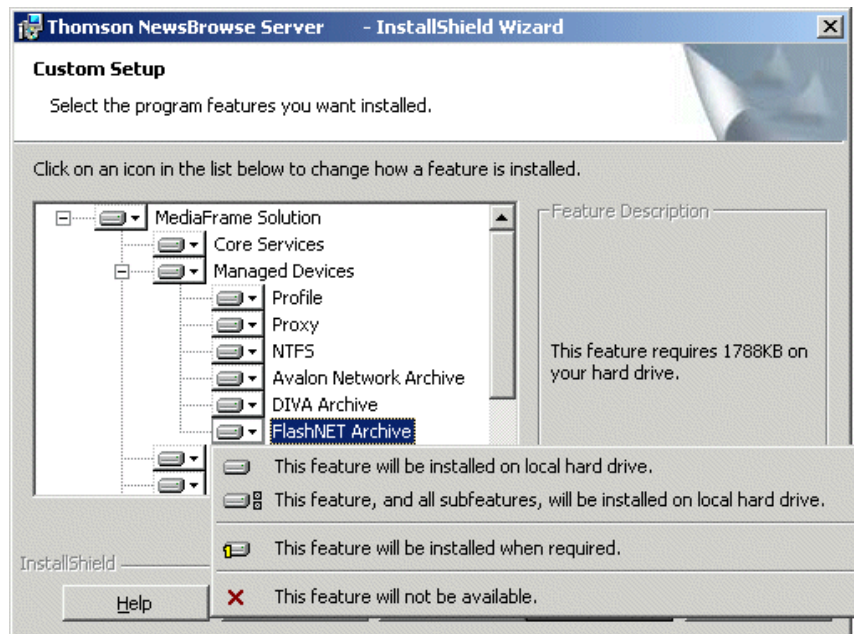 Thomson NewsBrowse Server - InstallShield Wizard
Custom Setup
Select the program features you want installed.
Click on an icon in the list below to change how a feature is installed.
MediaFrame Solution
Core Services
Managed Devices
Profile
Proxy
NTFS
Avalon Network Archive
DIVA Archive
FlashNET Archive
Feature Description
This feature requires 1788KB on
your hard drive.
This feature will be installed on local hard drive.
This feature, and all subfeatures, will be installed on local hard drive.
This feature will be installed when required.
This feature will not be available.
InstallShield
Help